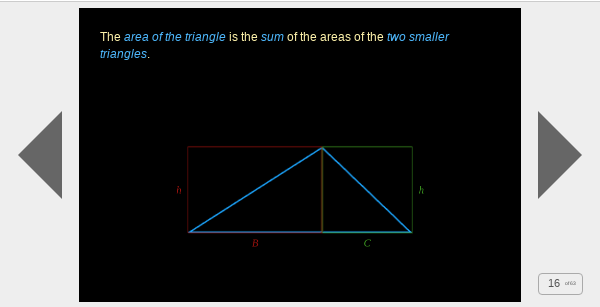 The area of the triangle is the sum of the areas of the two smaller
triangles.
h
h
B
C
16 of 63